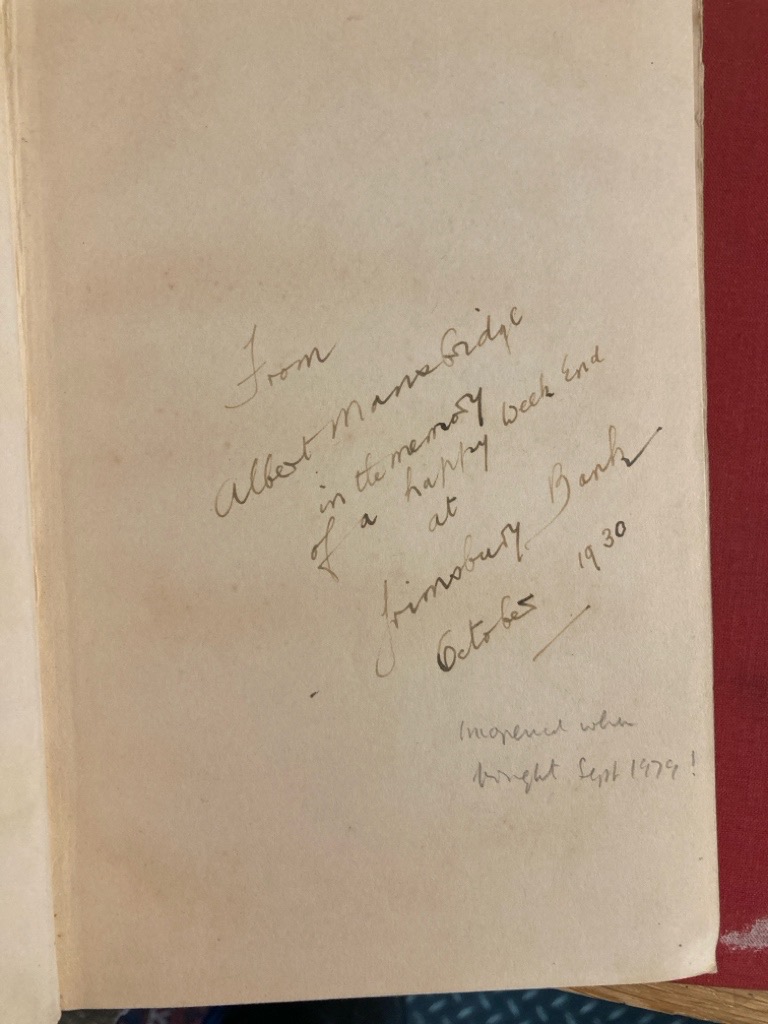 From
Albert Mansbridge
in the memory
of a happy Week End
at
Grimsbury Bank
October 1930
Unopened when
bought Sept 1979!